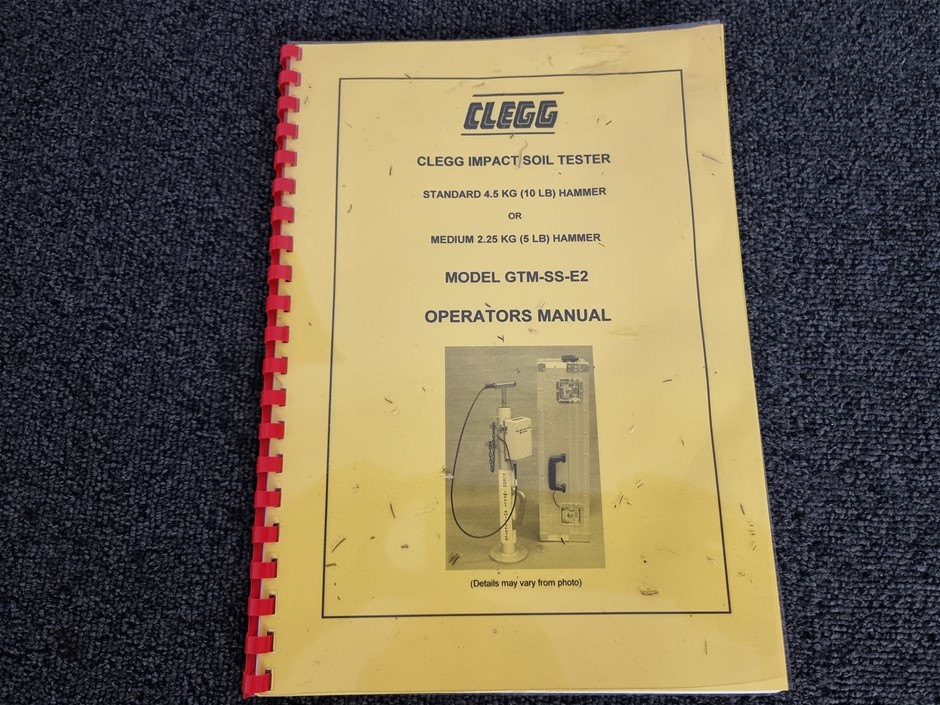 CLEGG
CLEGG IMPACT SOIL TESTER
STANDARD 4.5 KG (10 LB) HAMMER
OR
MEDIUM 2.25 KG (5 LB) HAMMER
MODEL GTM-SS-E2
OPERATORS MANUAL
(Details may vary from photo)